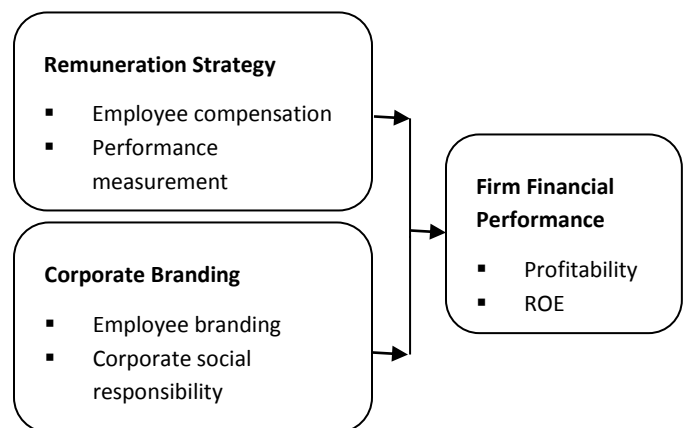 Remuneration Strategy
▪ Employee compensation
▪ Performance
measurement
Corporate Branding
▪ Employee branding
▪ Corporate social
responsibility
Firm Financial
Performance
▪ Profitability
▪ ROE